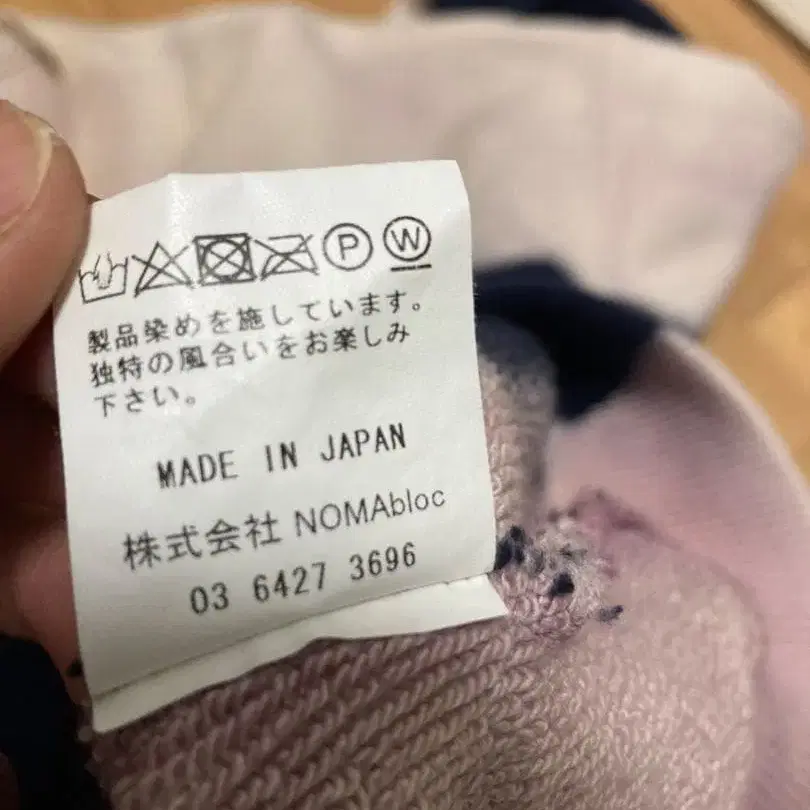 P W
製品染めを施しています。
独特の風合いをお楽しみ
下さい。
MADE IN JAPAN
株式会社 NOMAbloc
03 6427 3696